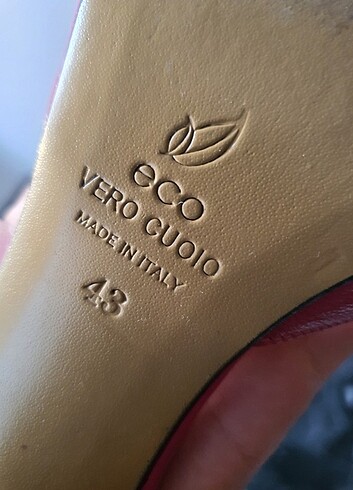 eco
VERO CUOIO
MADE IN ITALY
43